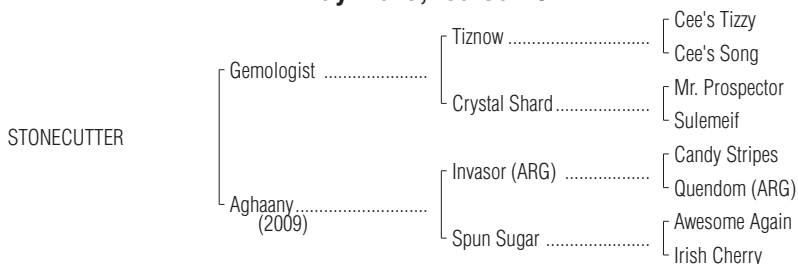 Cee's Tizzy
Tiznow ..............................
Cee's Song
Gemologist ......................
Mr. Prospector
Crystal Shard....................
Sulemeif
STONECUTTER
Candy Stripes
Invasor (ARG) ..................
Quendom (ARG)
Aghaany............................
(2009)
Awesome Again
Spun Sugar ......................
Irish Cherry